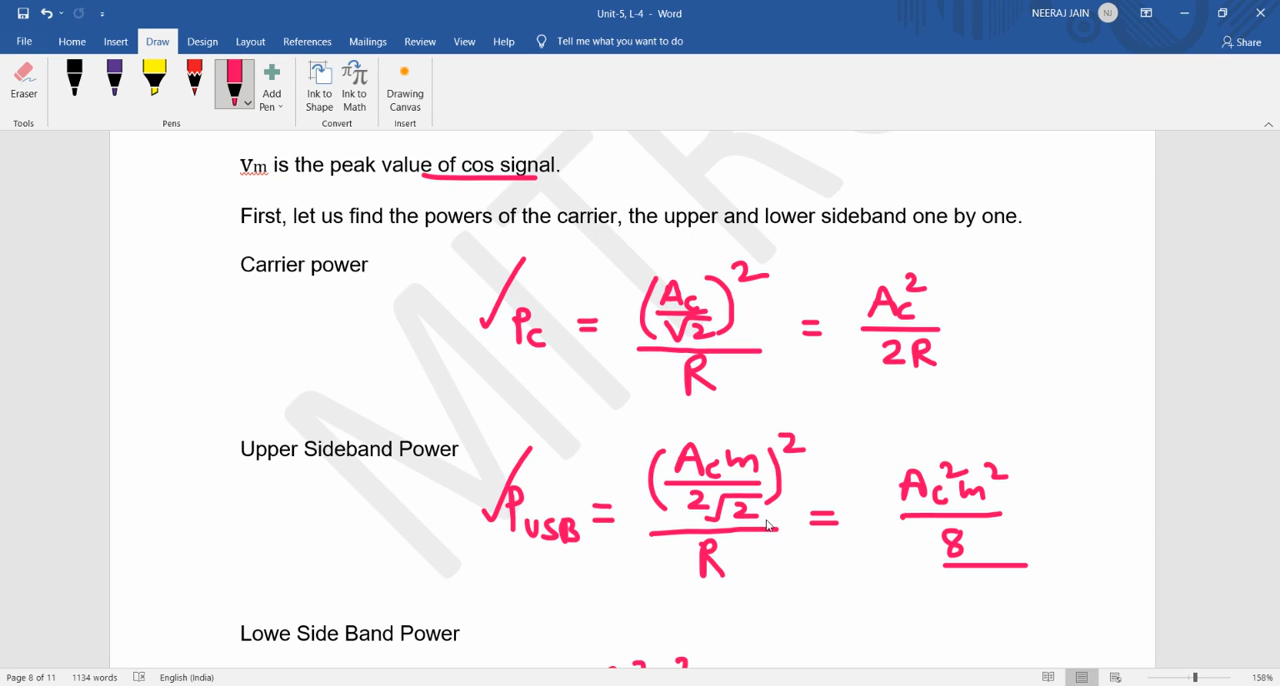 Unit-5, L-4 - Word
NEERAJ JAIN NJ
File Home Insert Draw Design Layout References Mailings Review View Help Tell me what you want to do Share
Eraser
Add Pen
Ink to Shape
Ink to Math
Drawing Canvas
Tools Pens Convert Insert
vm is the peak value of cos signal.
First, let us find the powers of the carrier, the upper and lower sideband one by one.
Carrier power
✓ Pc = (Ac/√2)²/R = Ac²/2R
Upper Sideband Power
✓ PUSB = (Acm/2√2)²/R = Ac²m²/8
Lowe Side Band Power
Page 8 of 11 1134 words English (India) 158%